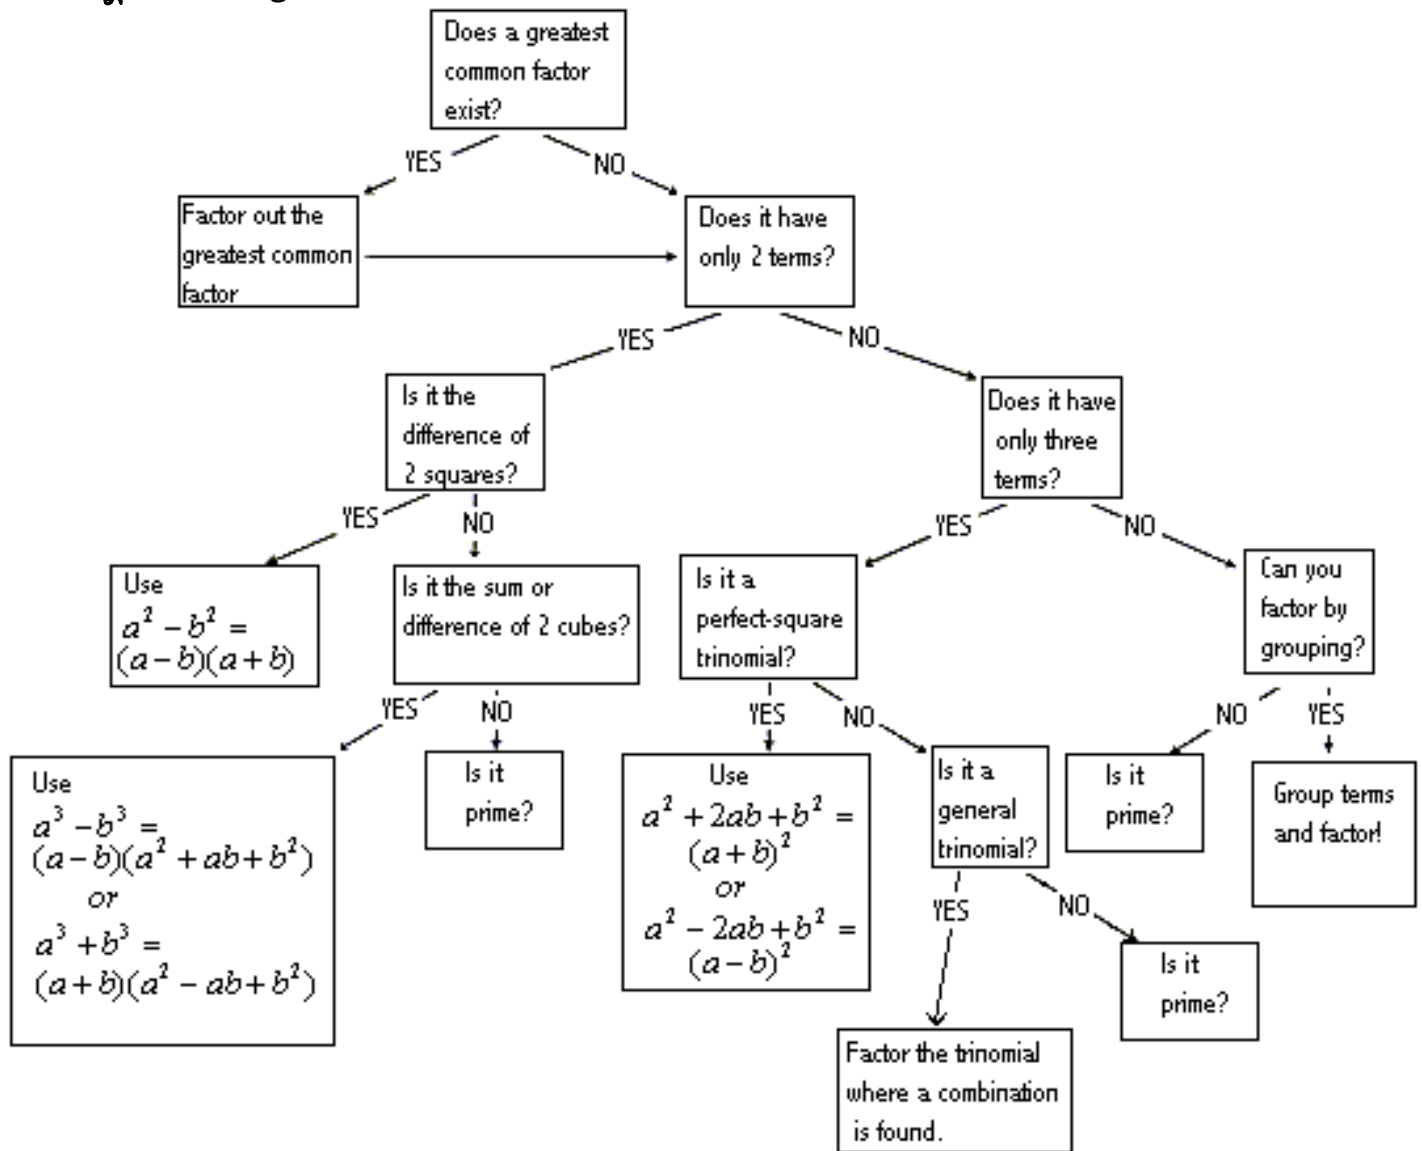 Does a greatest
common factor
exist?
YES
NO
Factor out the
greatest common
factor
Does it have
only 2 terms?
YES
NO
Is it the
difference of
2 squares?
Does it have
only three
terms?
YES
NO
YES
NO
Use
a² − b² =
(a − b)(a + b)
Is it the sum or
difference of 2 cubes?
Is it a
perfect-square
trinomial?
Can you
factor by
grouping?
YES
NO
YES
NO
NO
YES
Use
a³ − b³ =
(a − b)(a² + ab + b²)
or
a³ + b³ =
(a + b)(a² − ab + b²)
Is it
prime?
Use
a² + 2ab + b² =
(a + b)²
or
a² − 2ab + b² =
(a − b)²
Is it a
general
trinomial?
Is it
prime?
Group terms
and factor!
YES
NO
Is it
prime?
Factor the trinomial
where a combination
is found.